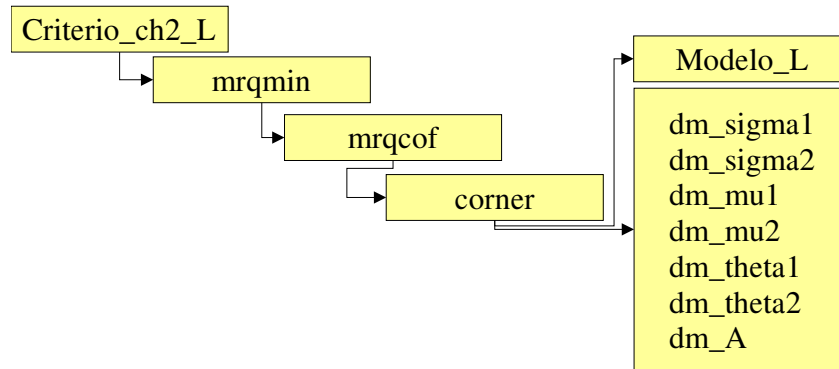 Criterio_ch2_L
mrqmin
mrqcof
corner
Modelo_L
dm_sigma1
dm_sigma2
dm_mu1
dm_mu2
dm_theta1
dm_theta2
dm_A